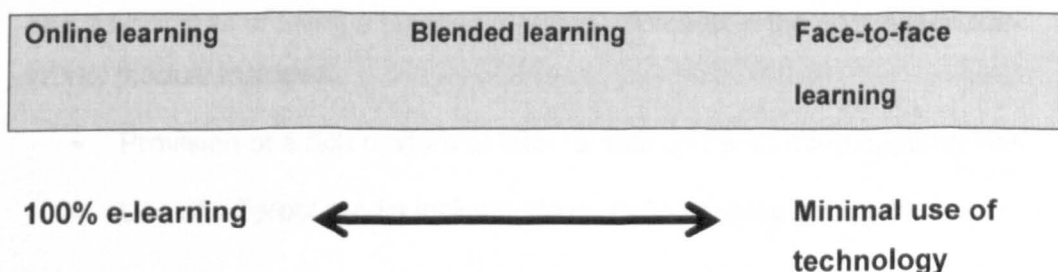 Online learning Blended learning Face-to-face
learning
100% e-learning Minimal use of
technology